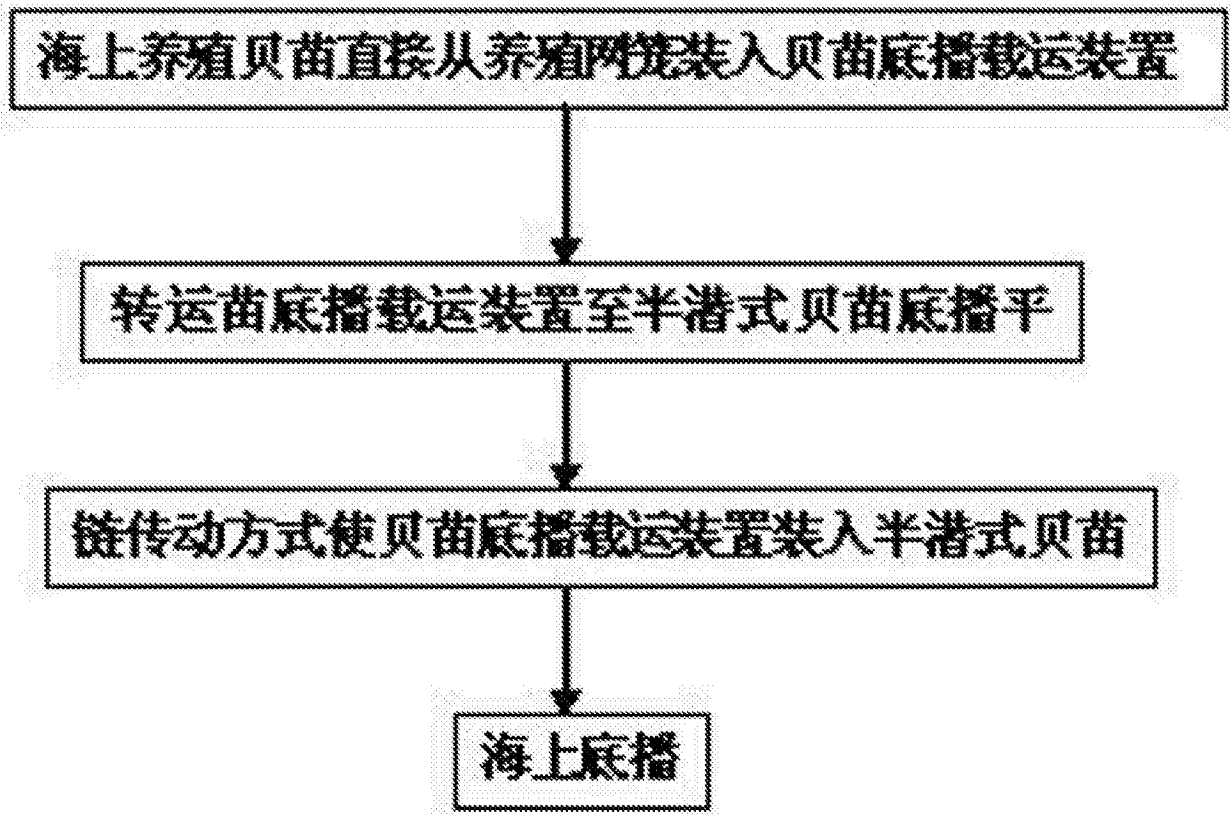 海上养殖贝苗直接从养殖网笼装入贝苗底播载运装置
转运苗底播载运装置至半潜式贝苗底播平
链传动方式使贝苗底播载运装置装入半潜式贝苗
海上底播